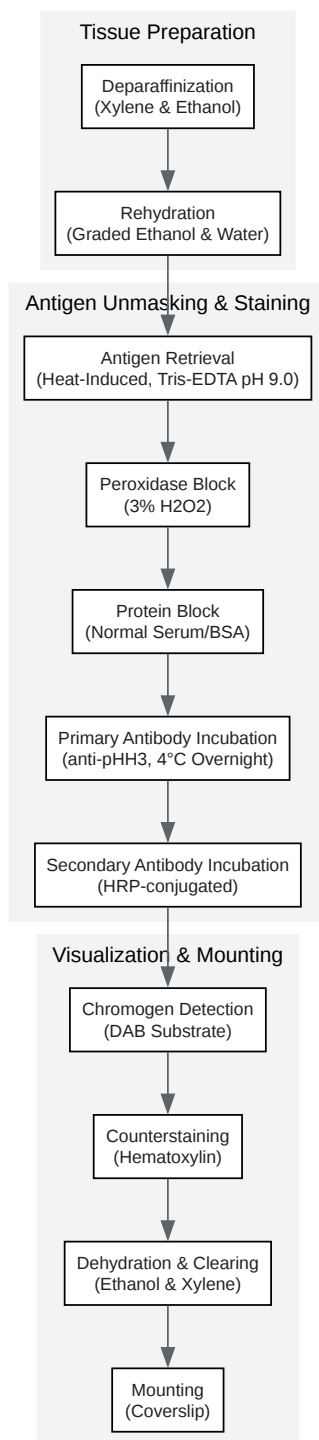 Tissue Preparation
Deparaffinization
(Xylene & Ethanol)
Rehydration
(Graded Ethanol & Water)
Antigen Unmasking & Staining
Antigen Retrieval
(Heat-Induced, Tris-EDTA pH 9.0)
Peroxidase Block
(3% H2O2)
Protein Block
(Normal Serum/BSA)
Primary Antibody Incubation
(anti-pHH3, 4°C Overnight)
Secondary Antibody Incubation
(HRP-conjugated)
Visualization & Mounting
Chromogen Detection
(DAB Substrate)
Counterstaining
(Hematoxylin)
Dehydration & Clearing
(Ethanol & Xylene)
Mounting
(Coverslip)